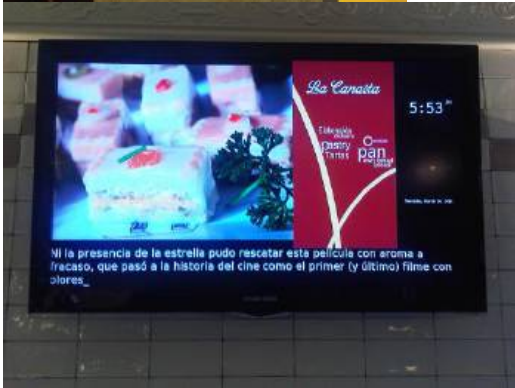 La Canasta
5:53
Elaboración
pastry
Tartas
pan
Ni la presencia de la estrella pudo rescatar esta película con aroma a
fracaso, que pasó a la historia del cine como el primer (y último) filme con
olores_